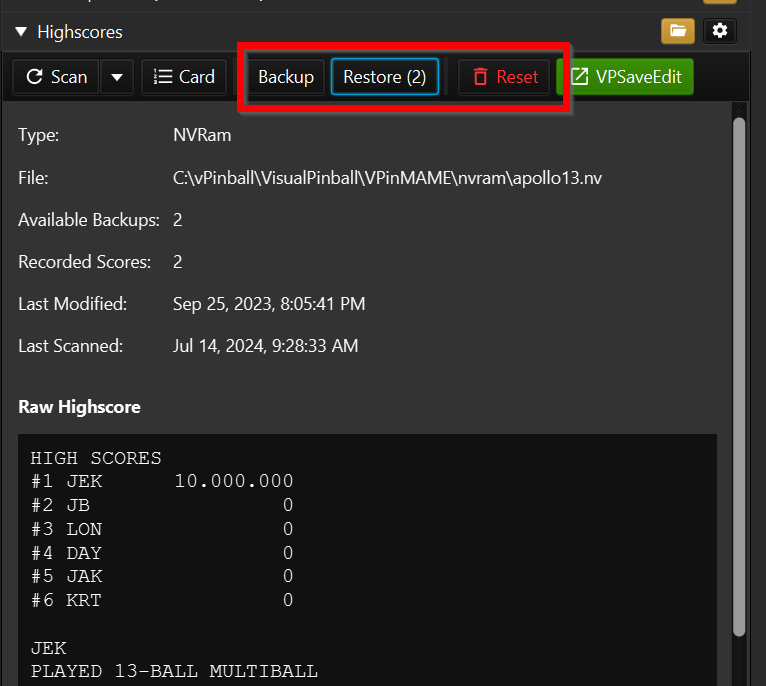 Highscores
Scan Card Backup Restore (2) Reset VPSaveEdit
Type: NVRam
File: C:\vPinball\VisualPinball\VPinMAME\nvram\apollo13.nv
Available Backups: 2
Recorded Scores: 2
Last Modified: Sep 25, 2023, 8:05:41 PM
Last Scanned: Jul 14, 2024, 9:28:33 AM
Raw Highscore
HIGH SCORES
#1 JEK 10.000.000
#2 JB 0
#3 LON 0
#4 DAY 0
#5 JAK 0
#6 KRT 0
JEK
PLAYED 13-BALL MULTIBALL